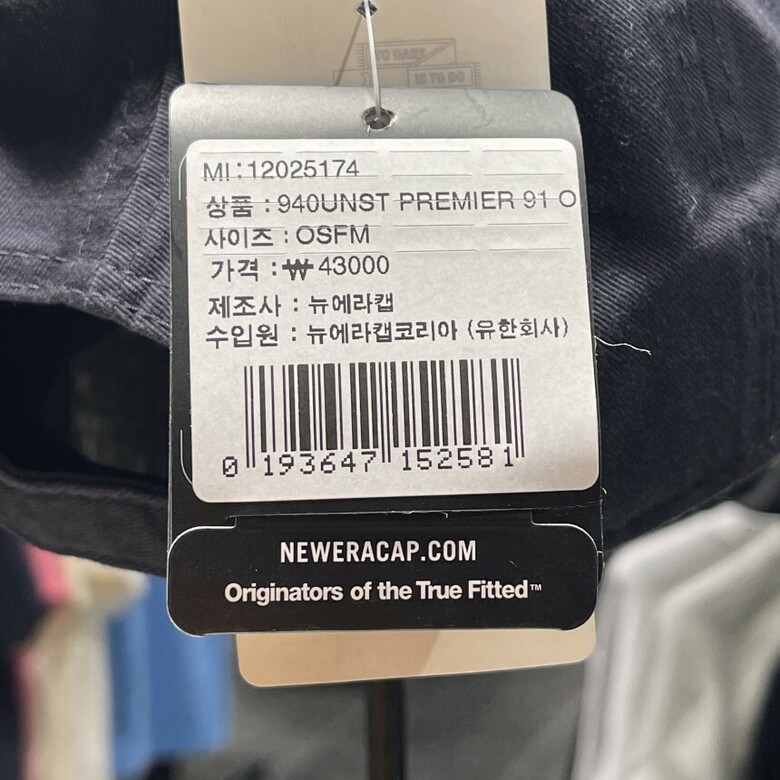 MI:12025174
상품 : 940UNST PREMIER 91 O
사이즈 : OSFM
가격 : ₩ 43000
제조사 : 뉴에라캡
수입원 : 뉴에라캡코리아 (유한회사)
0 193647 152581
NEWERACAP.COM
Originators of the True Fitted™